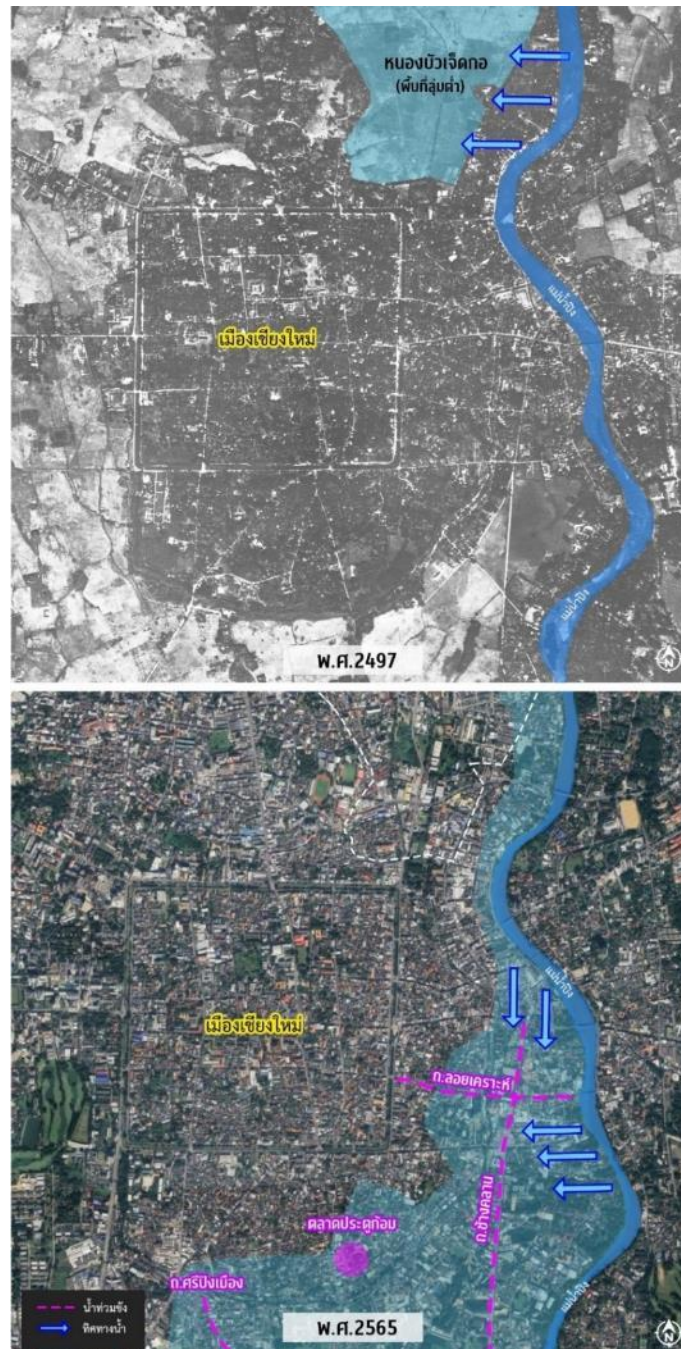 หนองบัวเจ็ดกอ
(พื้นที่ลุ่มต่ำ)
แม่น้ำปิง
เมืองเชียงใหม่
แม่น้ำปิง
พ.ศ.2497
N
แม่น้ำปิง
เมืองเชียงใหม่
ถ.ลอยเคราะห์
ถ.ช้างคลาน
ตลาดประตูก้อม
ถ.ศรีปิงเมือง
แม่น้ำปิง
น้ำท่วมขัง
ทิศทางน้ำ
พ.ศ.2565
N